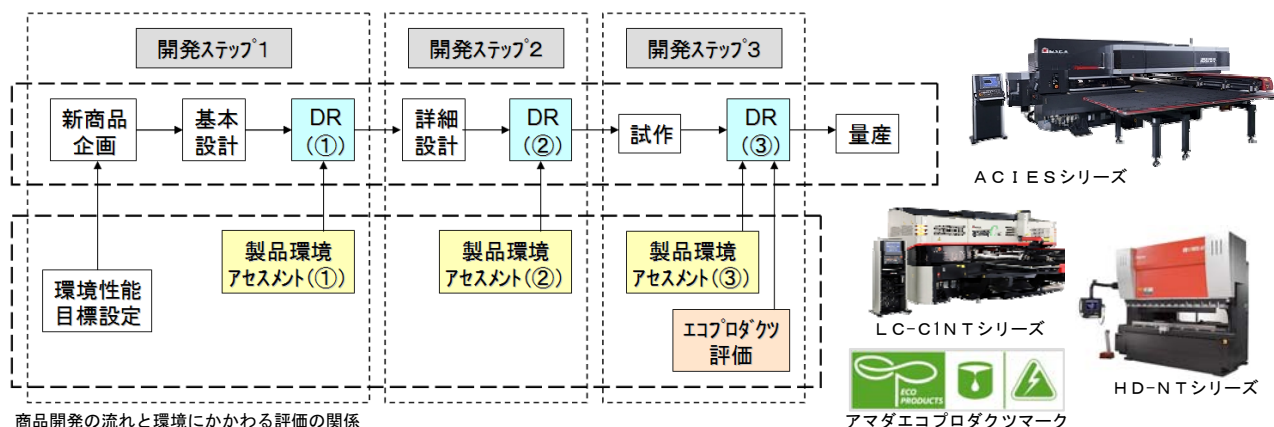 開発ステップ1
開発ステップ2
開発ステップ3
新商品
企画
基本
設計
DR
(①)
詳細
設計
DR
(②)
試作
DR
(③)
量産
製品環境
アセスメント(①)
製品環境
アセスメント(②)
製品環境
アセスメント(③)
環境性能
目標設定
エコプロダクツ
評価
商品開発の流れと環境にかかわる評価の関係
ACIESシリーズ
LC-C1NTシリーズ
HD-NTシリーズ
ECO
PRODUCTS
アマダエコプロダクツマーク